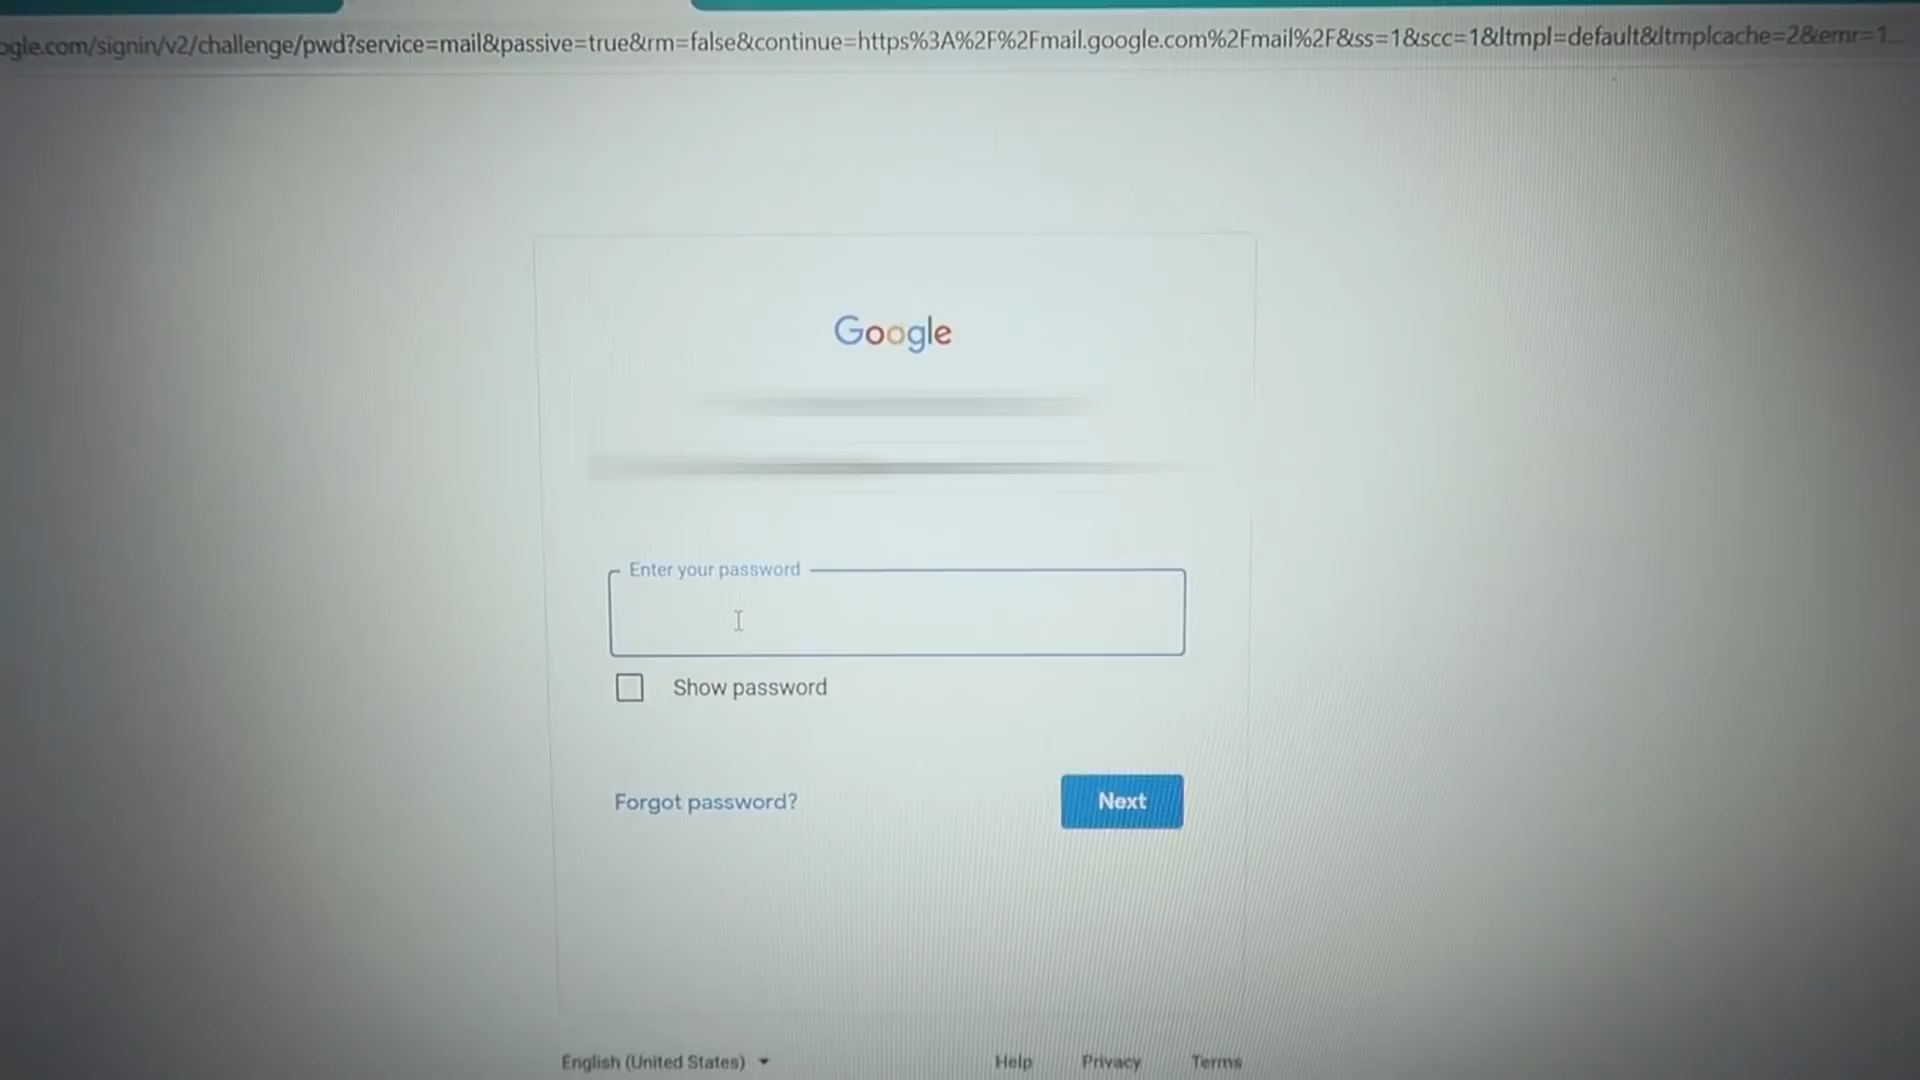 ogle.com/signin/v2/challenge/pwd?service=mail&passive=true&rm=false&continue=https%3A%2F%2Fmail.google.com%2Fmail%2F&ss=1&scc=1&ltmpl=default&ltmplcache=2&emr=1...
Google
Enter your password
Show password
Forgot password?
Next
English (United States)
Help
Privacy
Terms